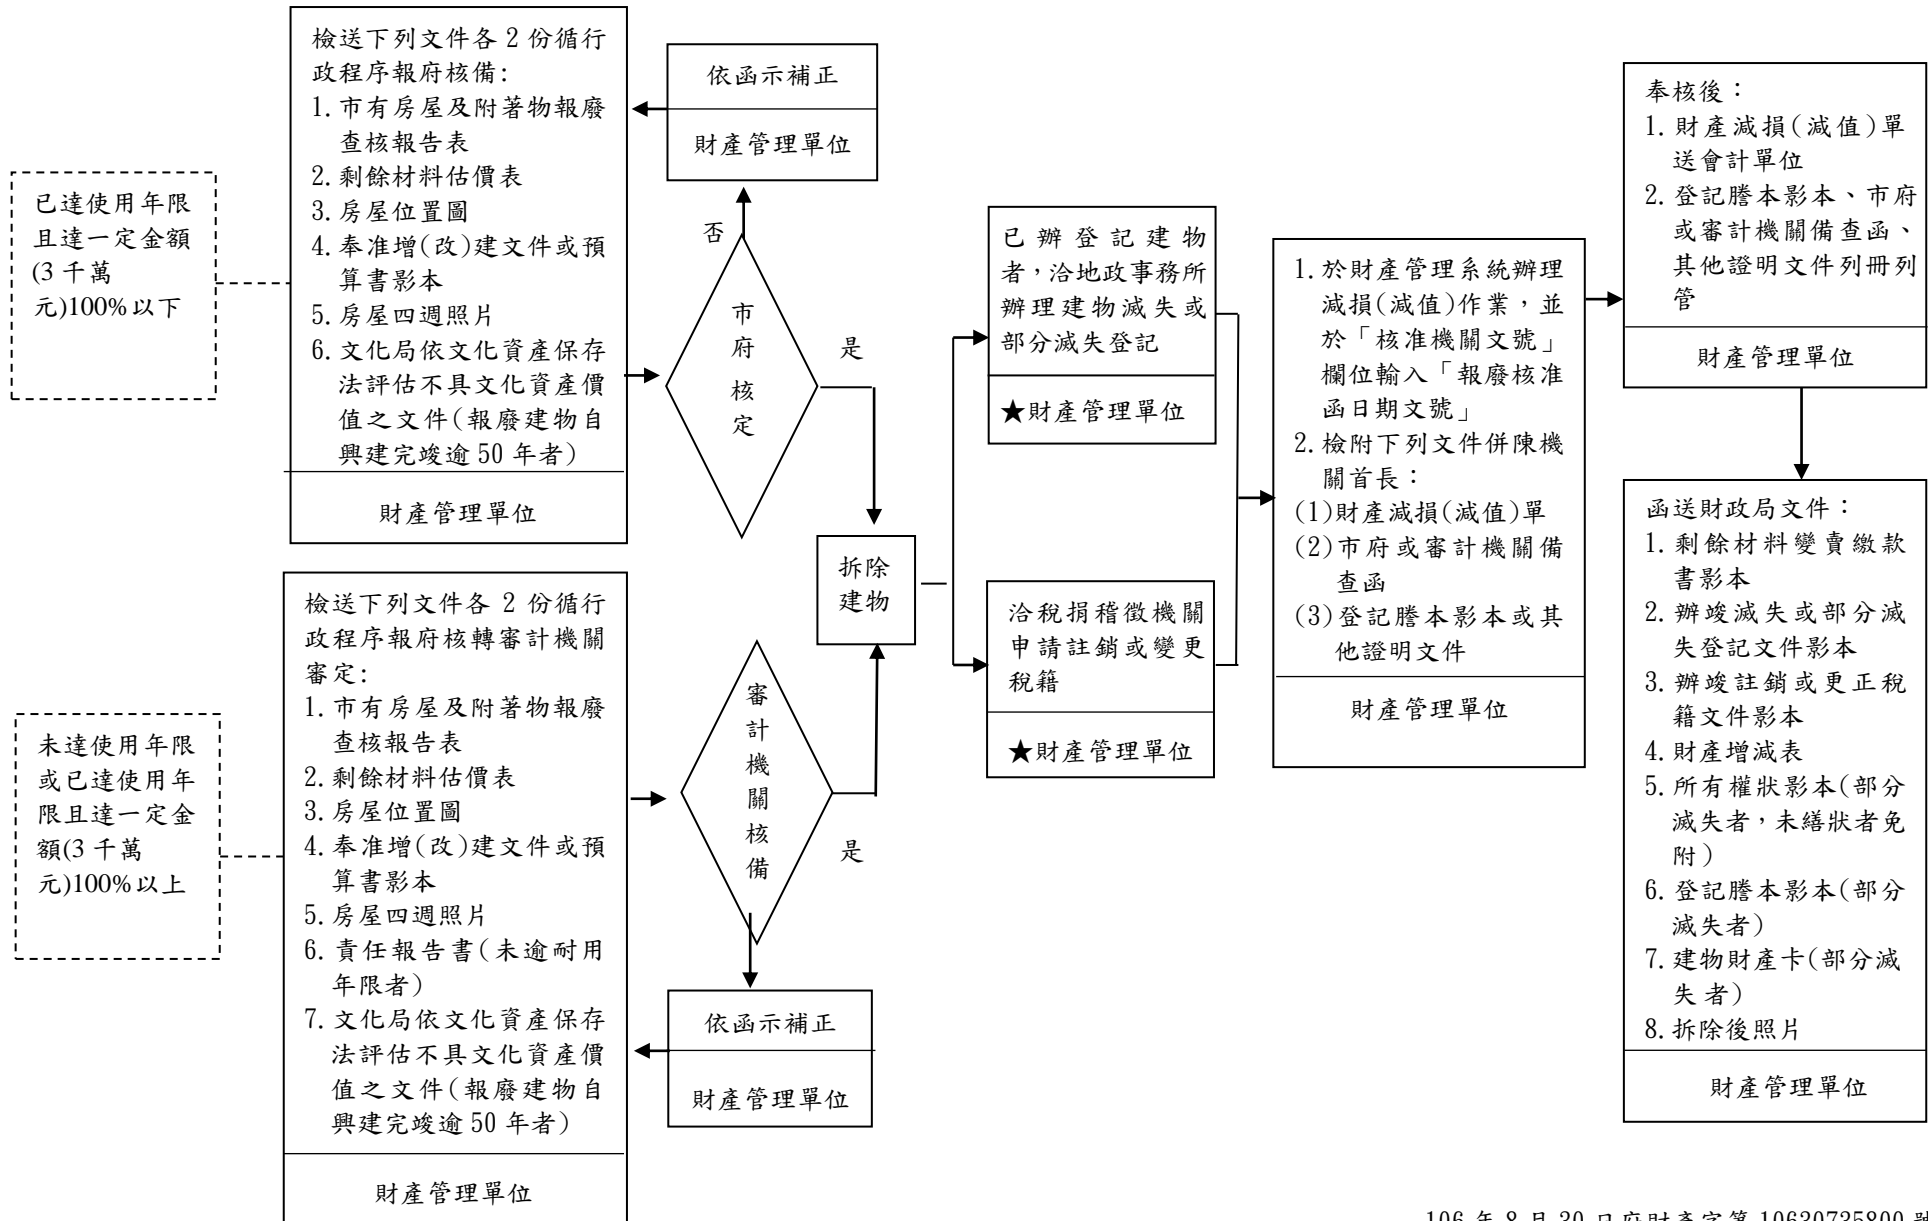 已達使用年限
且達一定金額
(3 千萬
元)100%以下
檢送下列文件各 2 份循行
政程序報府核備:
1.市有房屋及附著物報廢
查核報告表
2.剩餘材料估價表
3.房屋位置圖
4.奉准增(改)建文件或預
算書影本
5.房屋四週照片
6.文化局依文化資產保存
法評估不具文化資產價
值之文件(報廢建物自
興建完竣逾 50 年者)
財產管理單位
依函示補正
財產管理單位
否
市府核定
是
未達使用年限
或已達使用年
限且達一定金
額(3 千萬
元)100%以上
檢送下列文件各 2 份循行
政程序報府核轉審計機關
審定:
1.市有房屋及附著物報廢
查核報告表
2.剩餘材料估價表
3.房屋位置圖
4.奉准增(改)建文件或預
算書影本
5.房屋四週照片
6.責任報告書(未逾耐用
年限者)
7.文化局依文化資產保存
法評估不具文化資產價
值之文件(報廢建物自
興建完竣逾 50 年者)
財產管理單位
審計機關核備
是
依函示補正
財產管理單位
拆除
建物
已辦登記建物
者,洽地政事務所
辦理建物滅失或
部分滅失登記
★財產管理單位
洽稅捐稽徵機關
申請註銷或變更
稅籍
★財產管理單位
1.於財產管理系統辦理
減損(減值)作業,並
於「核准機關文號」
欄位輸入「報廢核准
函日期文號」
2.檢附下列文件併陳機
關首長：
(1)財產減損(減值)單
(2)市府或審計機關備
查函
(3)登記謄本影本或其
他證明文件
財產管理單位
奉核後：
1.財產減損(減值)單
送會計單位
2.登記謄本影本、市府
或審計機關備查函、
其他證明文件列冊列
管
財產管理單位
函送財政局文件：
1.剩餘材料變賣繳款
書影本
2.辦竣滅失或部分滅
失登記文件影本
3.辦竣註銷或更正稅
籍文件影本
4.財產增減表
5.所有權狀影本(部分
滅失者,未繕狀者免
附)
6.登記謄本影本(部分
滅失者)
7.建物財產卡(部分滅
失者)
8.拆除後照片
財產管理單位
106 年 8 月 30 日府財產字第 10630735800 號